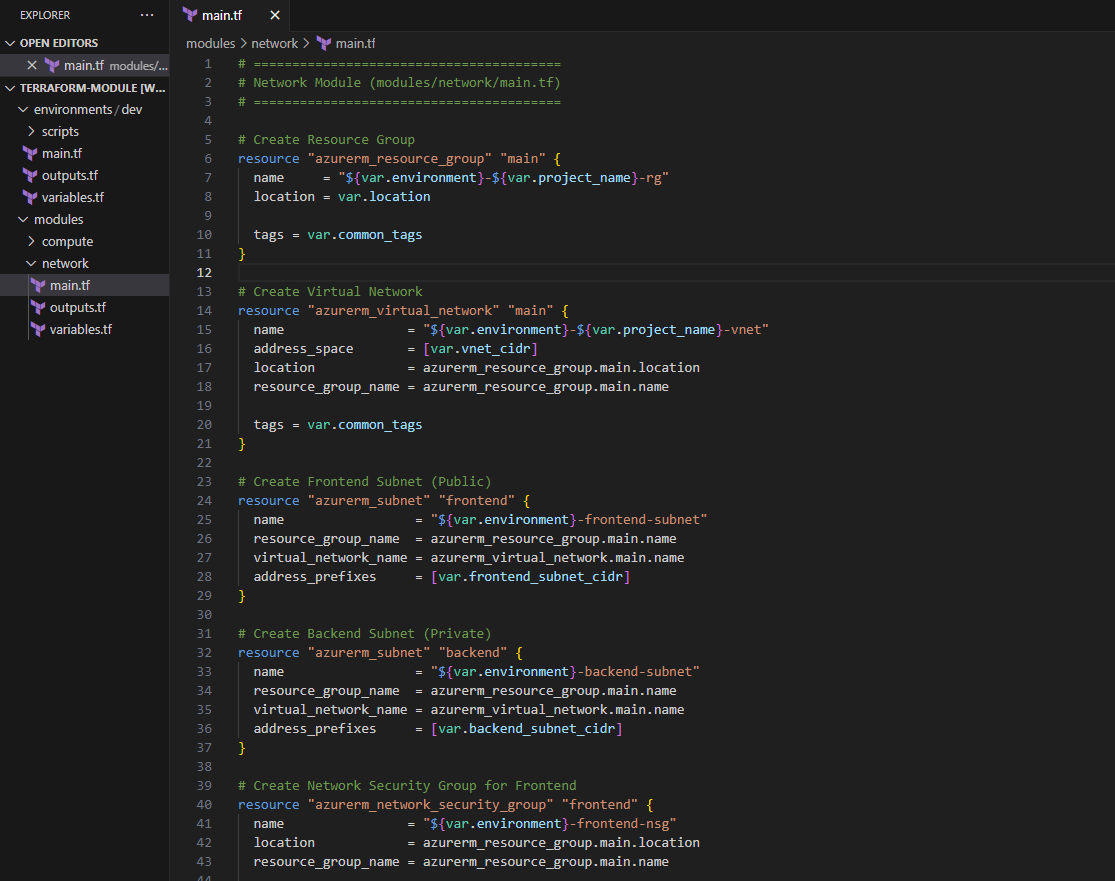 EXPLORER
...
OPEN EDITORS
main.tf modules/...
TERRAFORM-MODULE [W...
environments / dev
scripts
main.tf
outputs.tf
variables.tf
modules
compute
network
main.tf
outputs.tf
variables.tf
main.tf
modules > network > main.tf
1 # ========================================
2 # Network Module (modules/network/main.tf)
3 # ========================================
4
5 # Create Resource Group
6 resource "azurerm_resource_group" "main" {
7   name     = "${var.environment}-${var.project_name}-rg"
8   location = var.location
9
10   tags = var.common_tags
11 }
12
13 # Create Virtual Network
14 resource "azurerm_virtual_network" "main" {
15   name                = "${var.environment}-${var.project_name}-vnet"
16   address_space       = [var.vnet_cidr]
17   location            = azurerm_resource_group.main.location
18   resource_group_name = azurerm_resource_group.main.name
19
20   tags = var.common_tags
21 }
22
23 # Create Frontend Subnet (Public)
24 resource "azurerm_subnet" "frontend" {
25   name                 = "${var.environment}-frontend-subnet"
26   resource_group_name  = azurerm_resource_group.main.name
27   virtual_network_name = azurerm_virtual_network.main.name
28   address_prefixes     = [var.frontend_subnet_cidr]
29 }
30
31 # Create Backend Subnet (Private)
32 resource "azurerm_subnet" "backend" {
33   name                 = "${var.environment}-backend-subnet"
34   resource_group_name  = azurerm_resource_group.main.name
35   virtual_network_name = azurerm_virtual_network.main.name
36   address_prefixes     = [var.backend_subnet_cidr]
37 }
38
39 # Create Network Security Group for Frontend
40 resource "azurerm_network_security_group" "frontend" {
41   name                = "${var.environment}-frontend-nsg"
42   location            = azurerm_resource_group.main.location
43   resource_group_name = azurerm_resource_group.main.name
44